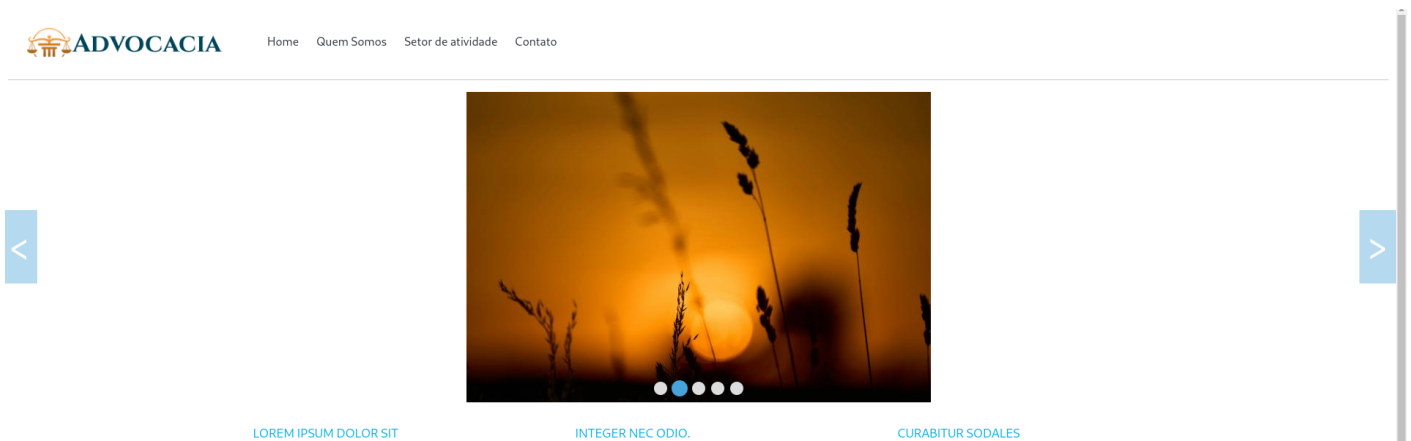 ADVOCACIA
Home Quem Somos Setor de atividade Contato
< >
LOREM IPSUM DOLOR SIT INTEGER NEC ODIO. CURABITUR SODALES